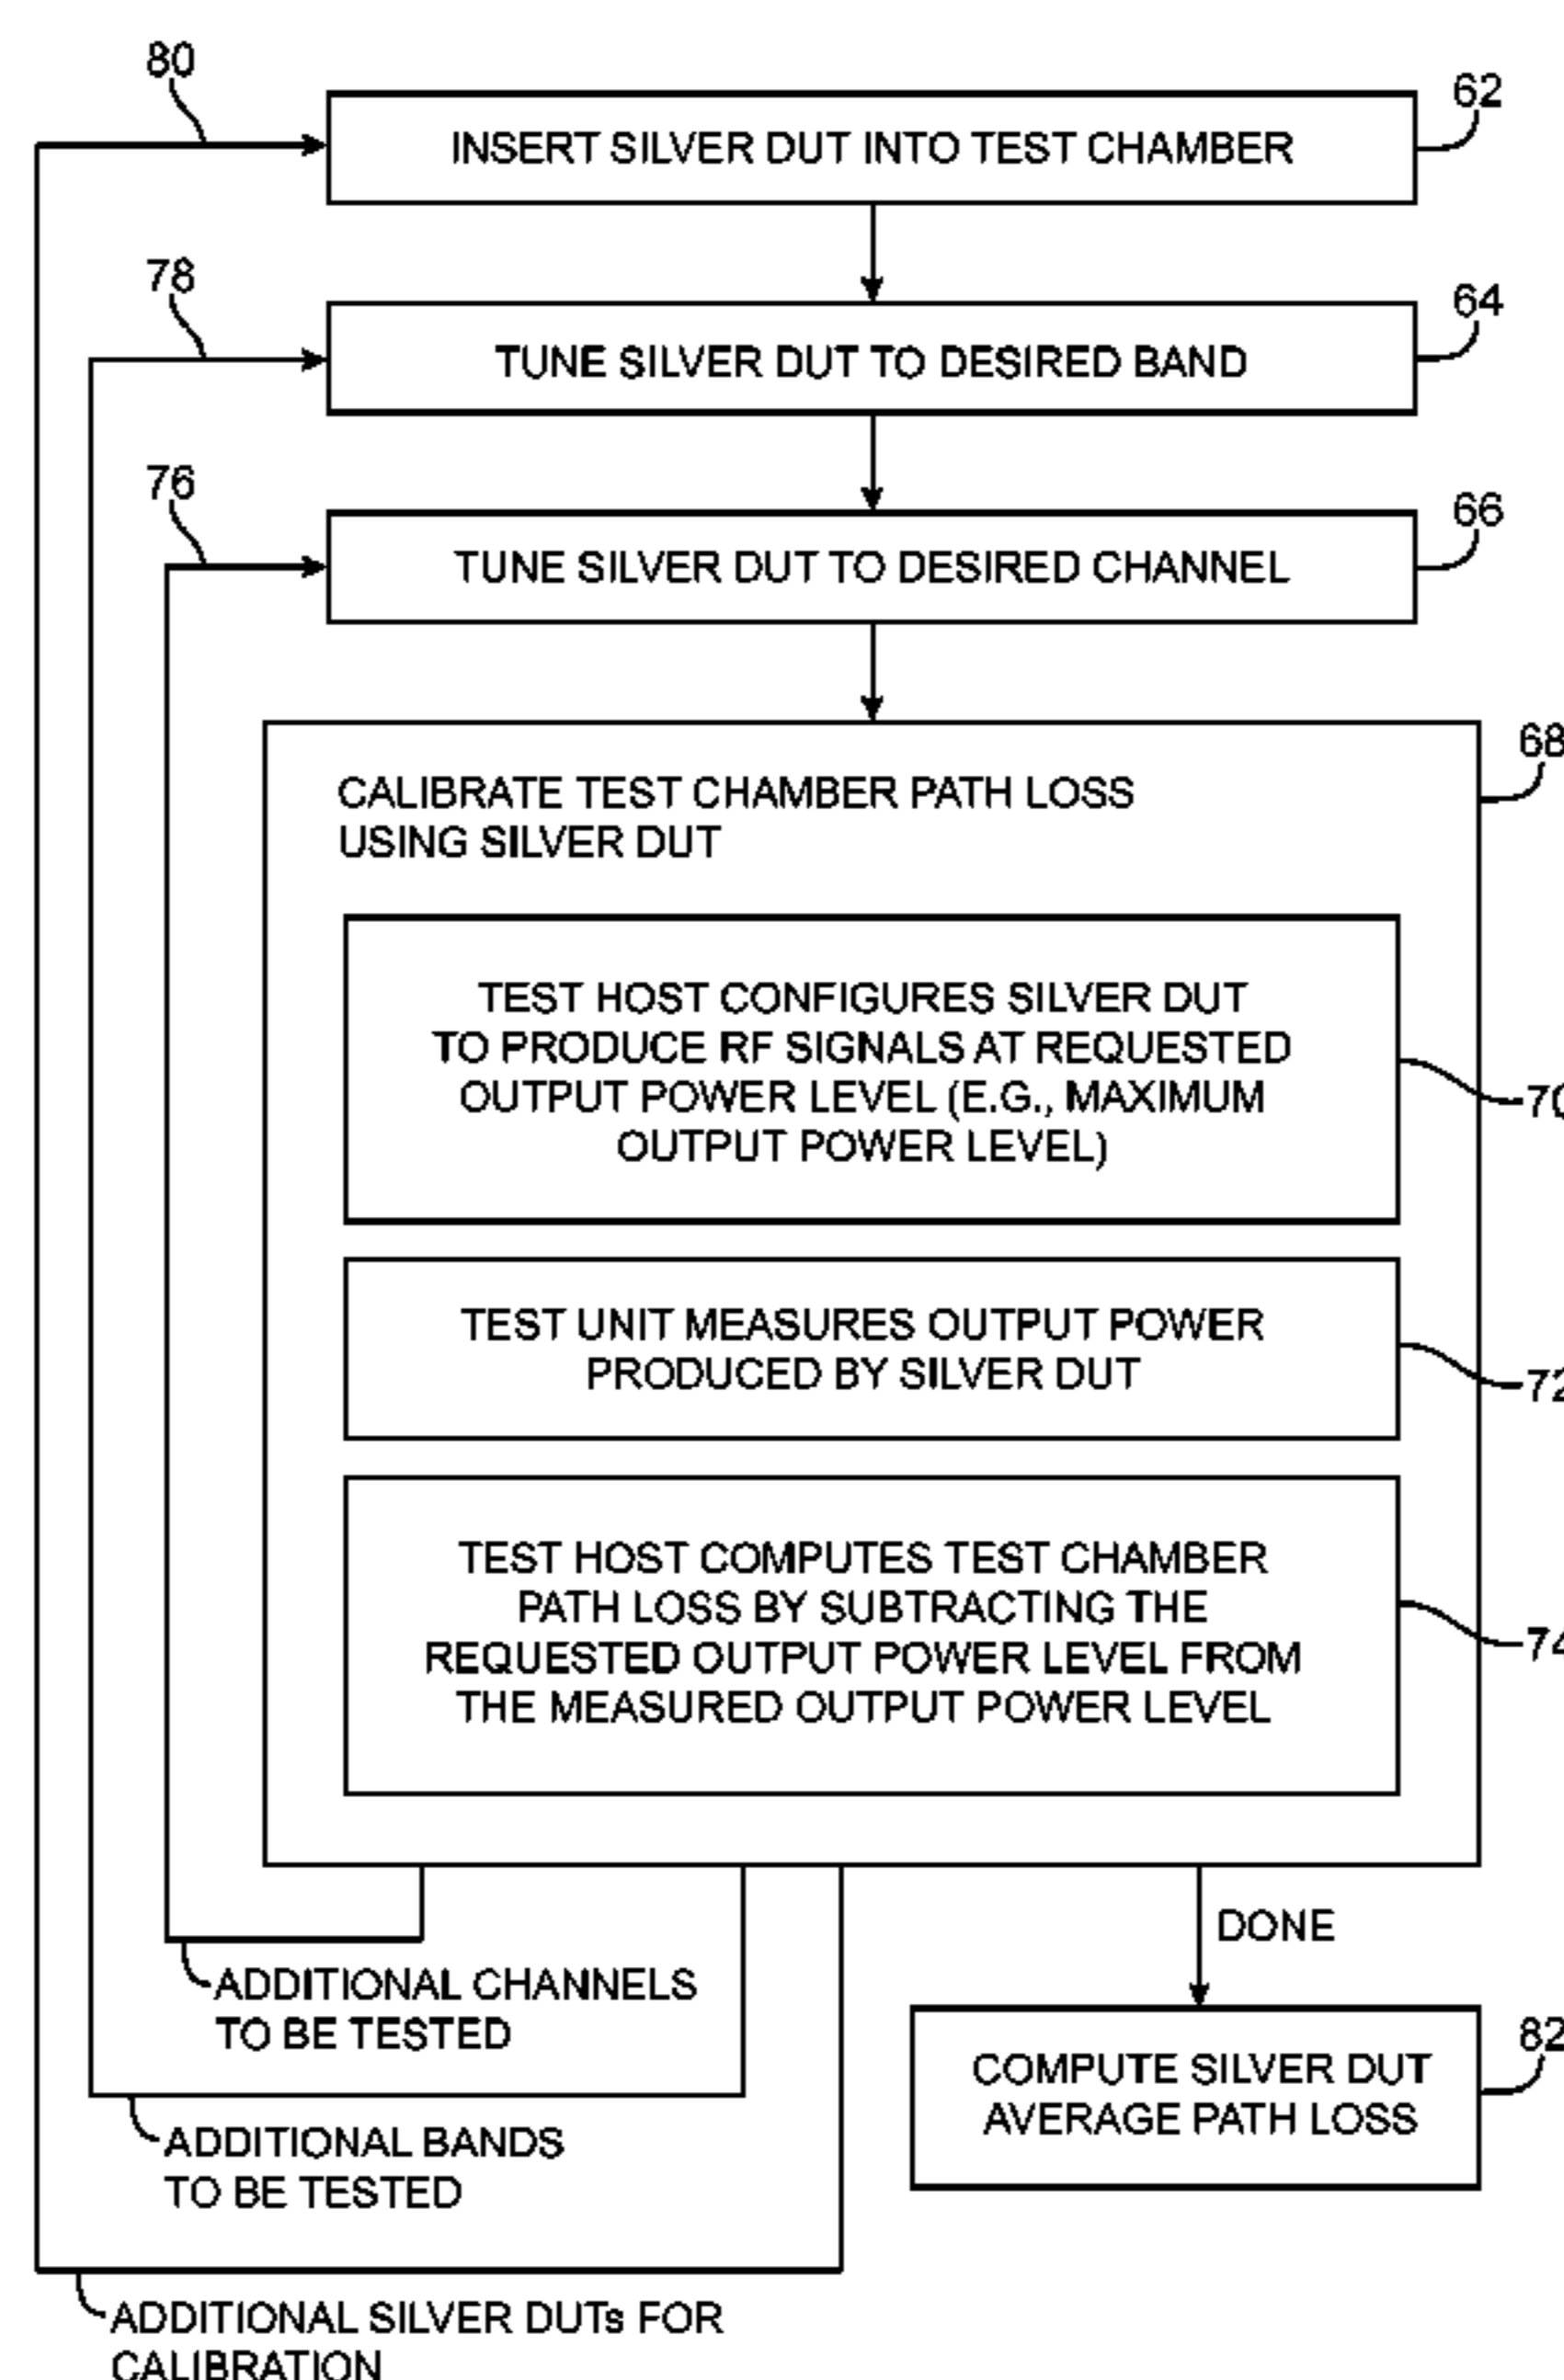 80
62
INSERT SILVER DUT INTO TEST CHAMBER
78
64
TUNE SILVER DUT TO DESIRED BAND
76
66
TUNE SILVER DUT TO DESIRED CHANNEL
68
CALIBRATE TEST CHAMBER PATH LOSS
USING SILVER DUT
TEST HOST CONFIGURES SILVER DUT
TO PRODUCE RF SIGNALS AT REQUESTED
OUTPUT POWER LEVEL (E.G., MAXIMUM
OUTPUT POWER LEVEL)
70
TEST UNIT MEASURES OUTPUT POWER
PRODUCED BY SILVER DUT
72
TEST HOST COMPUTES TEST CHAMBER
PATH LOSS BY SUBTRACTING THE
REQUESTED OUTPUT POWER LEVEL FROM
THE MEASURED OUTPUT POWER LEVEL
74
DONE
ADDITIONAL CHANNELS
TO BE TESTED
82
COMPUTE SILVER DUT
AVERAGE PATH LOSS
ADDITIONAL BANDS
TO BE TESTED
ADDITIONAL SILVER DUTs FOR
CALIBRATION